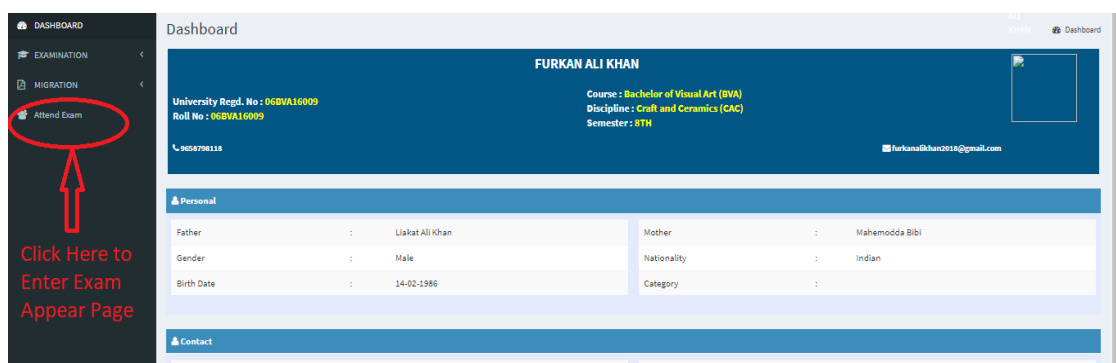 DASHBOARD
EXAMINATION
MIGRATION
Attend Exam
Click Here to
Enter Exam
Appear Page
Dashboard
ALI
KHAN
Dashboard
FURKAN ALI KHAN
University Regd. No : 06BVA16009
Roll No : 06BVA16009
Course : Bachelor of Visual Art (BVA)
Discipline : Craft and Ceramics (CAC)
Semester : 8TH
9658798118
furkanalikhan2018@gmail.com
Personal
Father : Liakat Ali Khan
Gender : Male
Birth Date : 14-02-1986
Mother : Mahemodda Bibi
Nationality : Indian
Category :
Contact